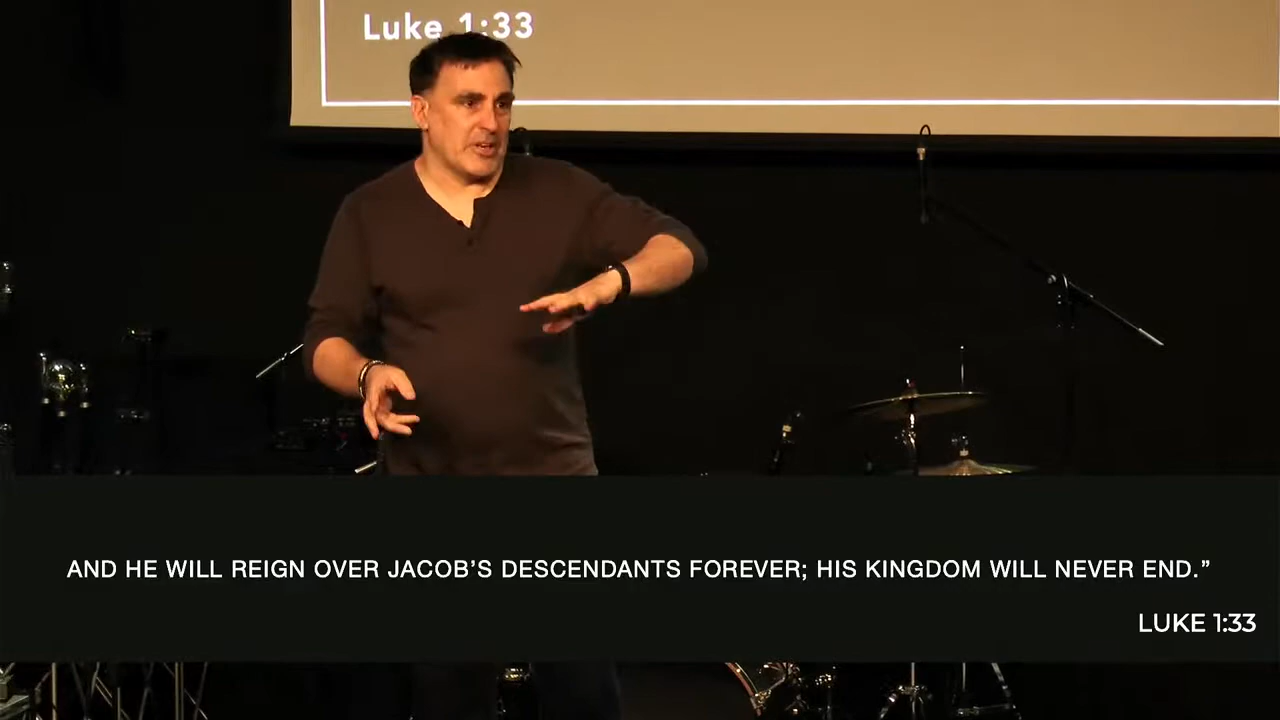 Luke 1:33
AND HE WILL REIGN OVER JACOB’S DESCENDANTS FOREVER; HIS KINGDOM WILL NEVER END.”
LUKE 1:33